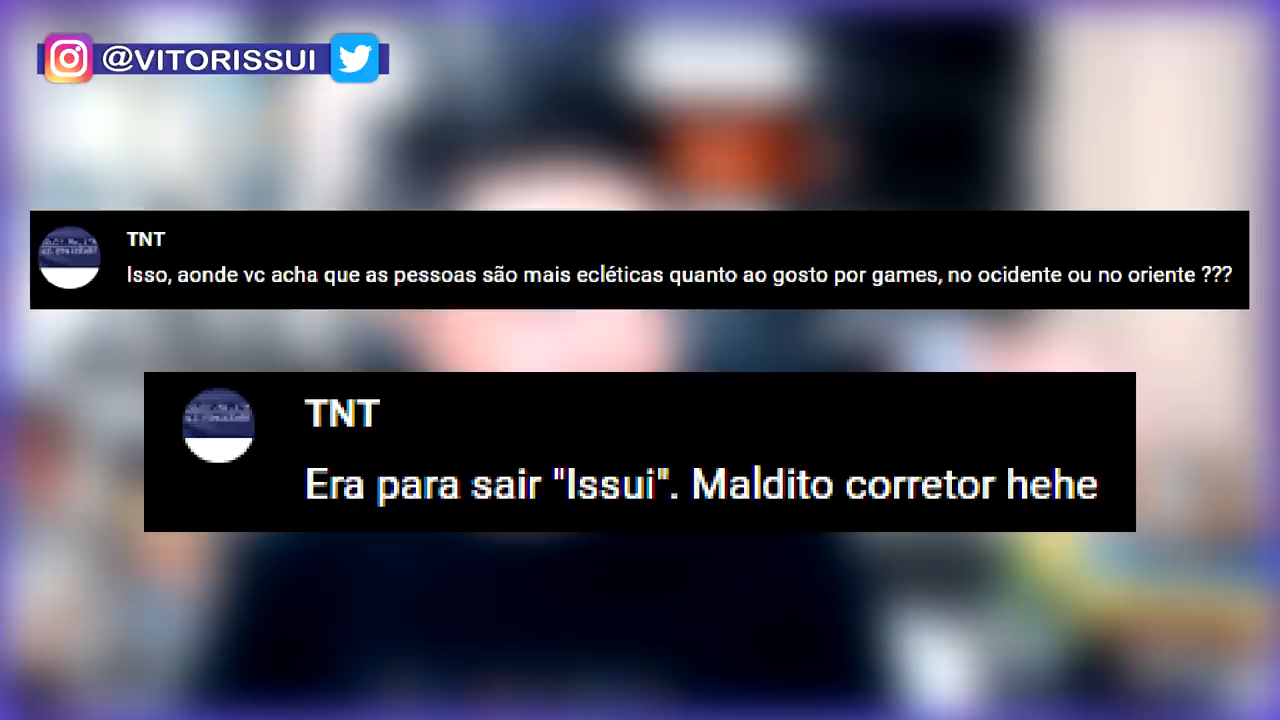 @VITORISSUI
TNT
Isso, aonde vc acha que as pessoas são mais ecléticas quanto ao gosto por games, no ocidente ou no oriente ???
TNT
Era para sair "Issui". Maldito corretor hehe